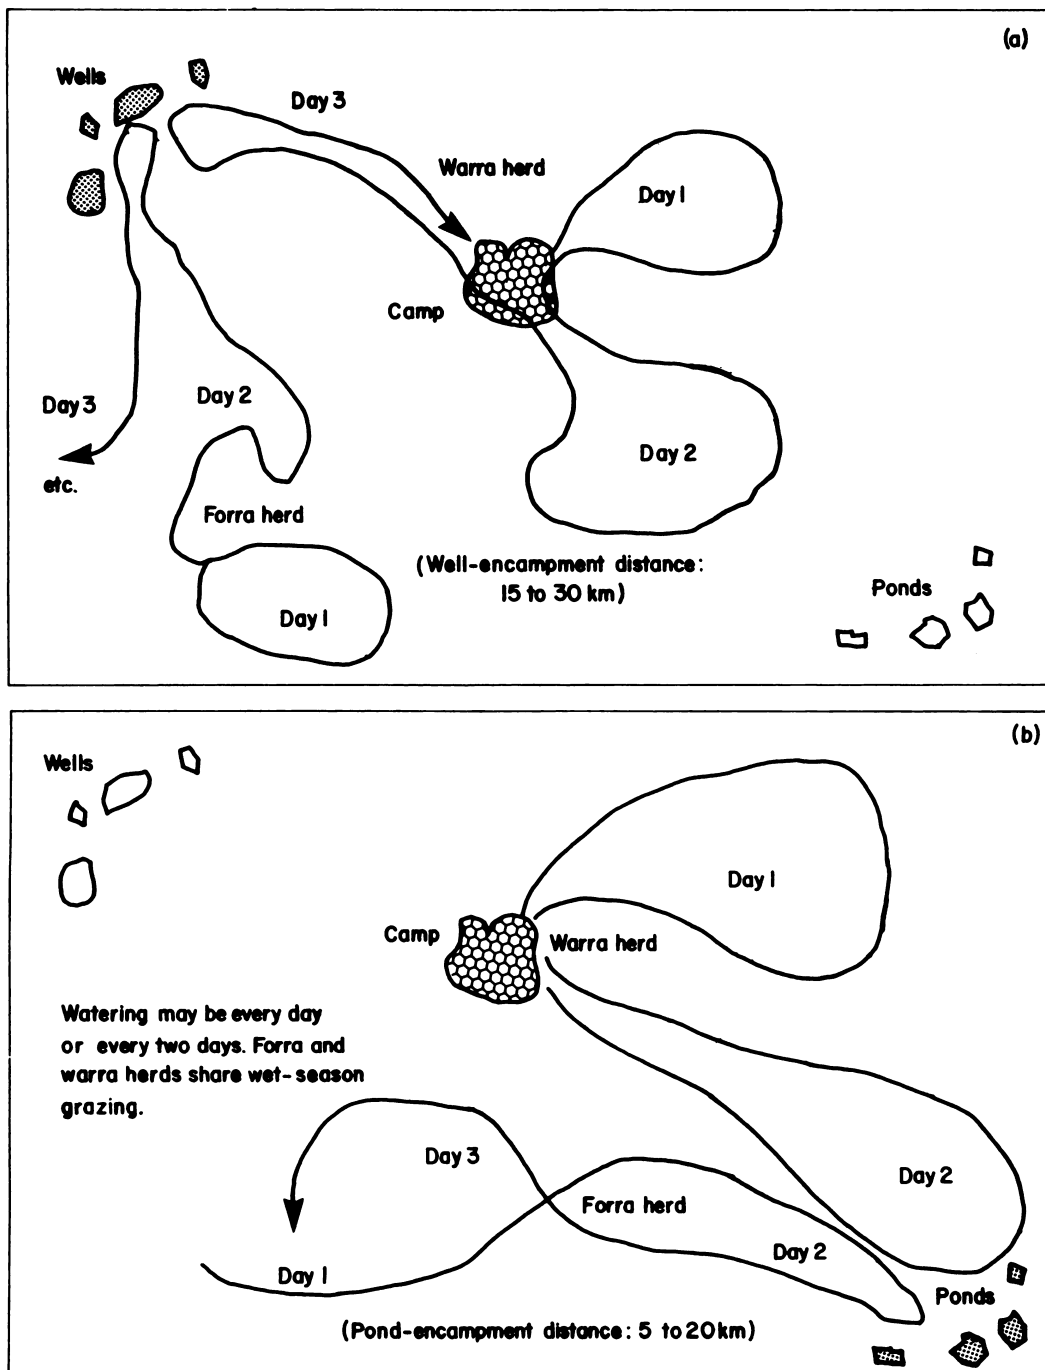 (a)
Wells
Day 3
Warra herd
Day 1
Camp
Day 3
Day 2
Day 2
etc.
Forra herd
(Well-encampment distance:
15 to 30 km)
Ponds
Day 1
(b)
Wells
Day 1
Camp
Warra herd
Watering may be every day
or every two days. Forra and
warra herds share wet-season
grazing.
Day 3
Day 2
Forra herd
Day 2
Day 1
Ponds
(Pond-encampment distance: 5 to 20km)